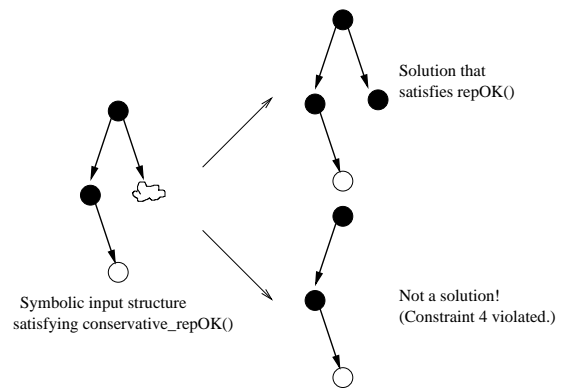 Solution that
satisfies repOK()
Symbolic input structure
satisfying conservative_repOK()
Not a solution!
(Constraint 4 violated.)